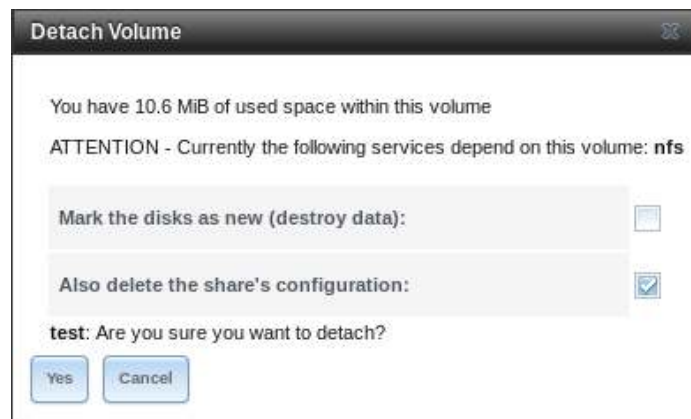 Detach Volume
You have 10.6 MiB of used space within this volume
ATTENTION - Currently the following services depend on this volume: nfs
Mark the disks as new (destroy data):
Also delete the share's configuration:
test: Are you sure you want to detach?
Yes
Cancel